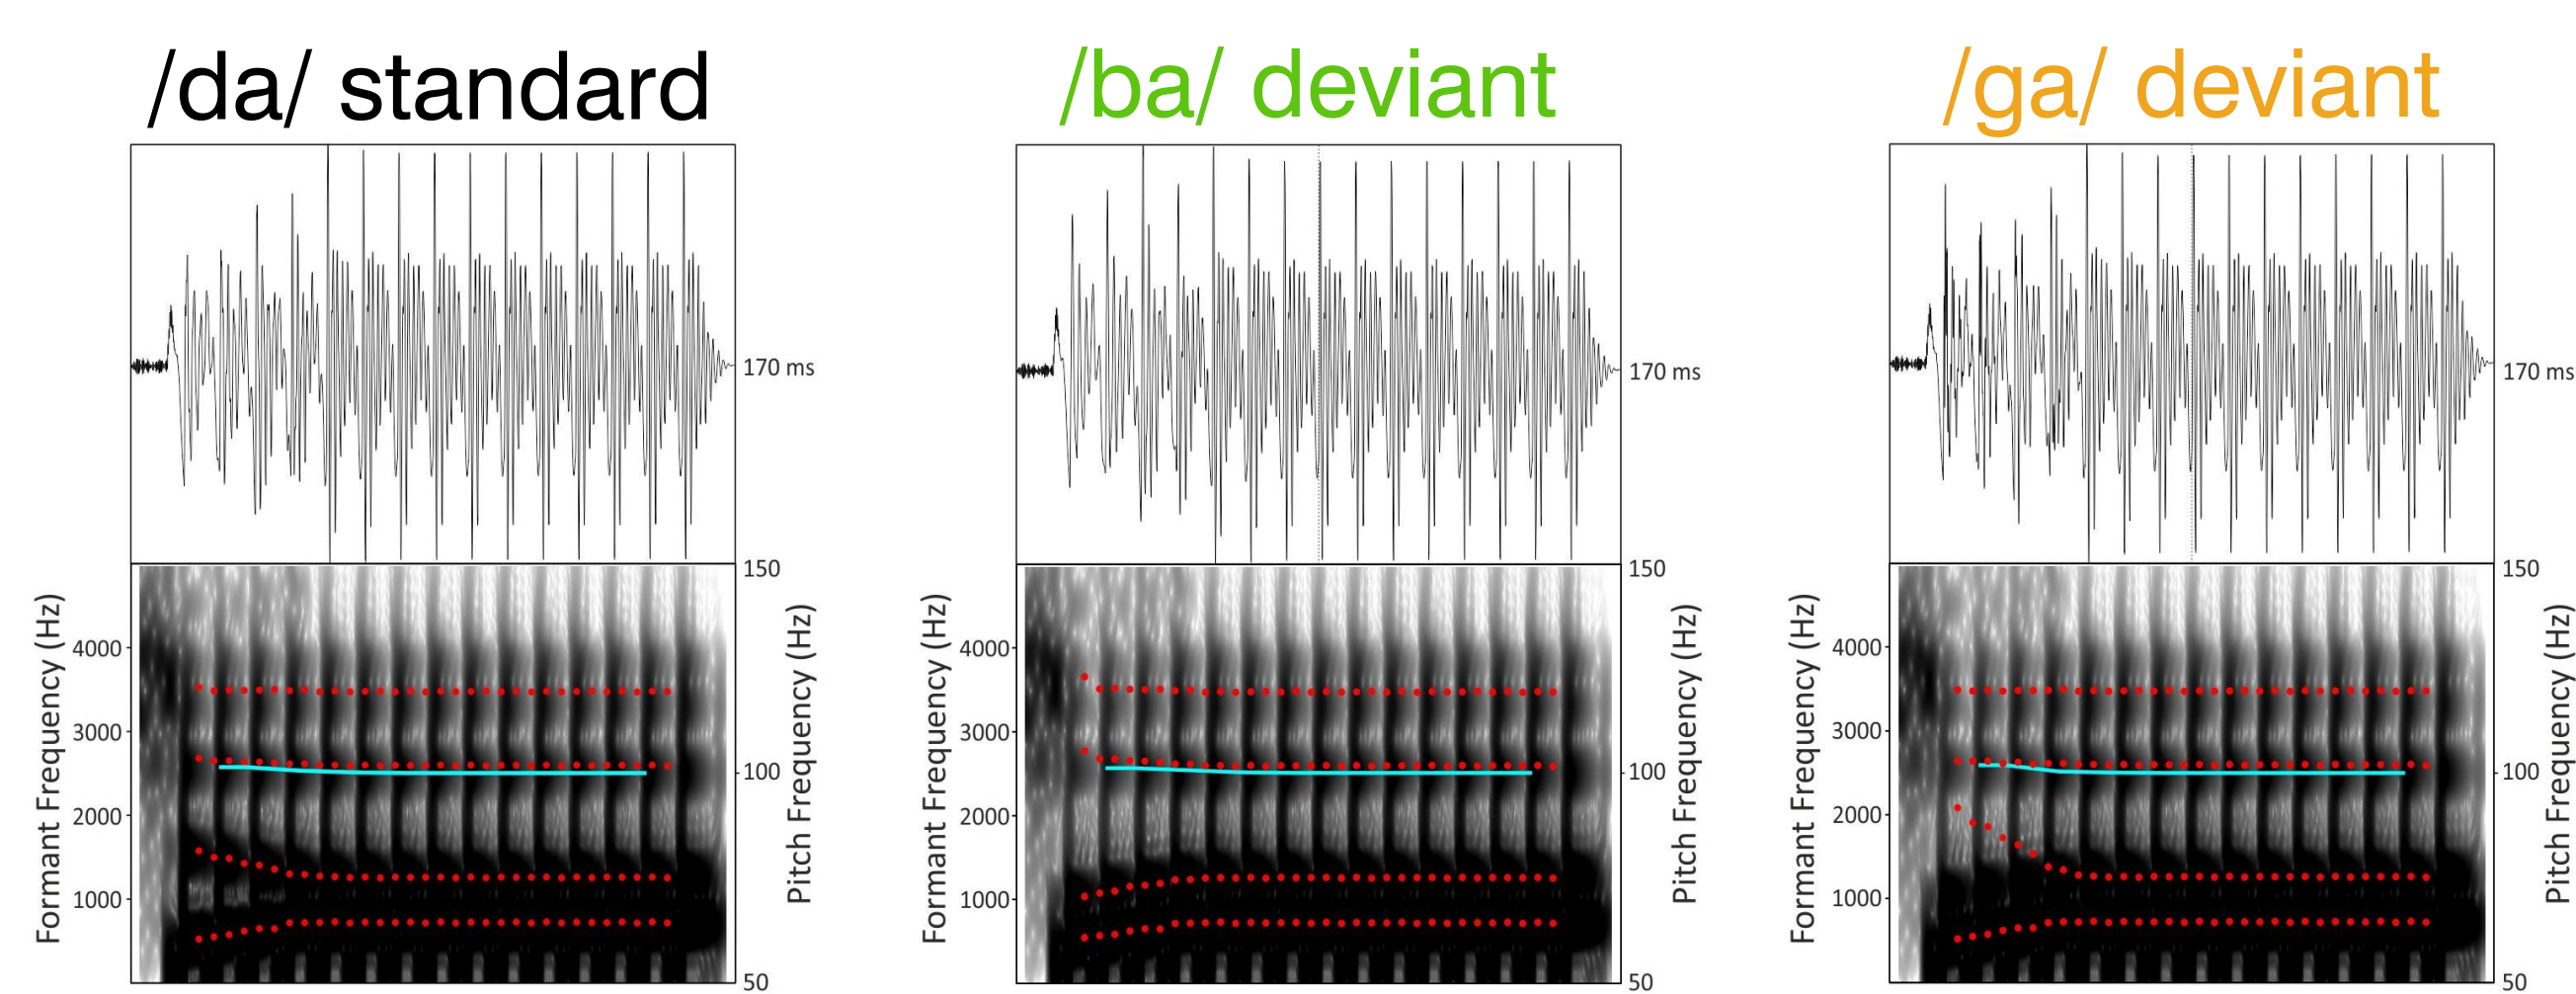 /da/ standard
/ba/ deviant
/ga/ deviant
170 ms
170 ms
170 ms
Formant Frequency (Hz)
4000
3000
2000
1000
150
100
50
Pitch Frequency (Hz)
Formant Frequency (Hz)
4000
3000
2000
1000
150
100
50
Pitch Frequency (Hz)
Formant Frequency (Hz)
4000
3000
2000
1000
150
100
50
Pitch Frequency (Hz)